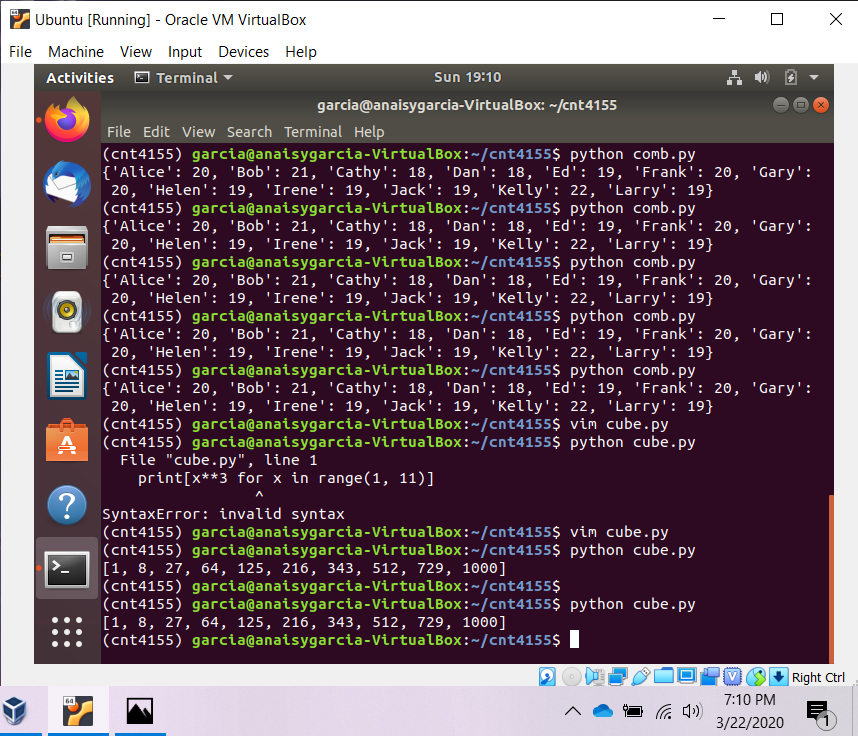 Ubuntu [Running] - Oracle VM VirtualBox
File Machine View Input Devices Help
Activities Terminal Sun 19:10
garcia@anaisygarcia-VirtualBox: ~/cnt4155
File Edit View Search Terminal Help
(cnt4155) garcia@anaisygarcia-VirtualBox:~/cnt4155$ python comb.py
{'Alice': 20, 'Bob': 21, 'Cathy': 18, 'Dan': 18, 'Ed': 19, 'Frank': 20, 'Gary':
20, 'Helen': 19, 'Irene': 19, 'Jack': 19, 'Kelly': 22, 'Larry': 19}
(cnt4155) garcia@anaisygarcia-VirtualBox:~/cnt4155$ python comb.py
{'Alice': 20, 'Bob': 21, 'Cathy': 18, 'Dan': 18, 'Ed': 19, 'Frank': 20, 'Gary':
20, 'Helen': 19, 'Irene': 19, 'Jack': 19, 'Kelly': 22, 'Larry': 19}
(cnt4155) garcia@anaisygarcia-VirtualBox:~/cnt4155$ python comb.py
{'Alice': 20, 'Bob': 21, 'Cathy': 18, 'Dan': 18, 'Ed': 19, 'Frank': 20, 'Gary':
20, 'Helen': 19, 'Irene': 19, 'Jack': 19, 'Kelly': 22, 'Larry': 19}
(cnt4155) garcia@anaisygarcia-VirtualBox:~/cnt4155$ python comb.py
{'Alice': 20, 'Bob': 21, 'Cathy': 18, 'Dan': 18, 'Ed': 19, 'Frank': 20, 'Gary':
20, 'Helen': 19, 'Irene': 19, 'Jack': 19, 'Kelly': 22, 'Larry': 19}
(cnt4155) garcia@anaisygarcia-VirtualBox:~/cnt4155$ python comb.py
{'Alice': 20, 'Bob': 21, 'Cathy': 18, 'Dan': 18, 'Ed': 19, 'Frank': 20, 'Gary':
20, 'Helen': 19, 'Irene': 19, 'Jack': 19, 'Kelly': 22, 'Larry': 19}
(cnt4155) garcia@anaisygarcia-VirtualBox:~/cnt4155$ vim cube.py
(cnt4155) garcia@anaisygarcia-VirtualBox:~/cnt4155$ python cube.py
File "cube.py", line 1
print[x**3 for x in range(1, 11)]
^
SyntaxError: invalid syntax
(cnt4155) garcia@anaisygarcia-VirtualBox:~/cnt4155$ vim cube.py
(cnt4155) garcia@anaisygarcia-VirtualBox:~/cnt4155$ python cube.py
[1, 8, 27, 64, 125, 216, 343, 512, 729, 1000]
(cnt4155) garcia@anaisygarcia-VirtualBox:~/cnt4155$
(cnt4155) garcia@anaisygarcia-VirtualBox:~/cnt4155$ python cube.py
[1, 8, 27, 64, 125, 216, 343, 512, 729, 1000]
(cnt4155) garcia@anaisygarcia-VirtualBox:~/cnt4155$
Right Ctrl
7:10 PM
3/22/2020
1
64